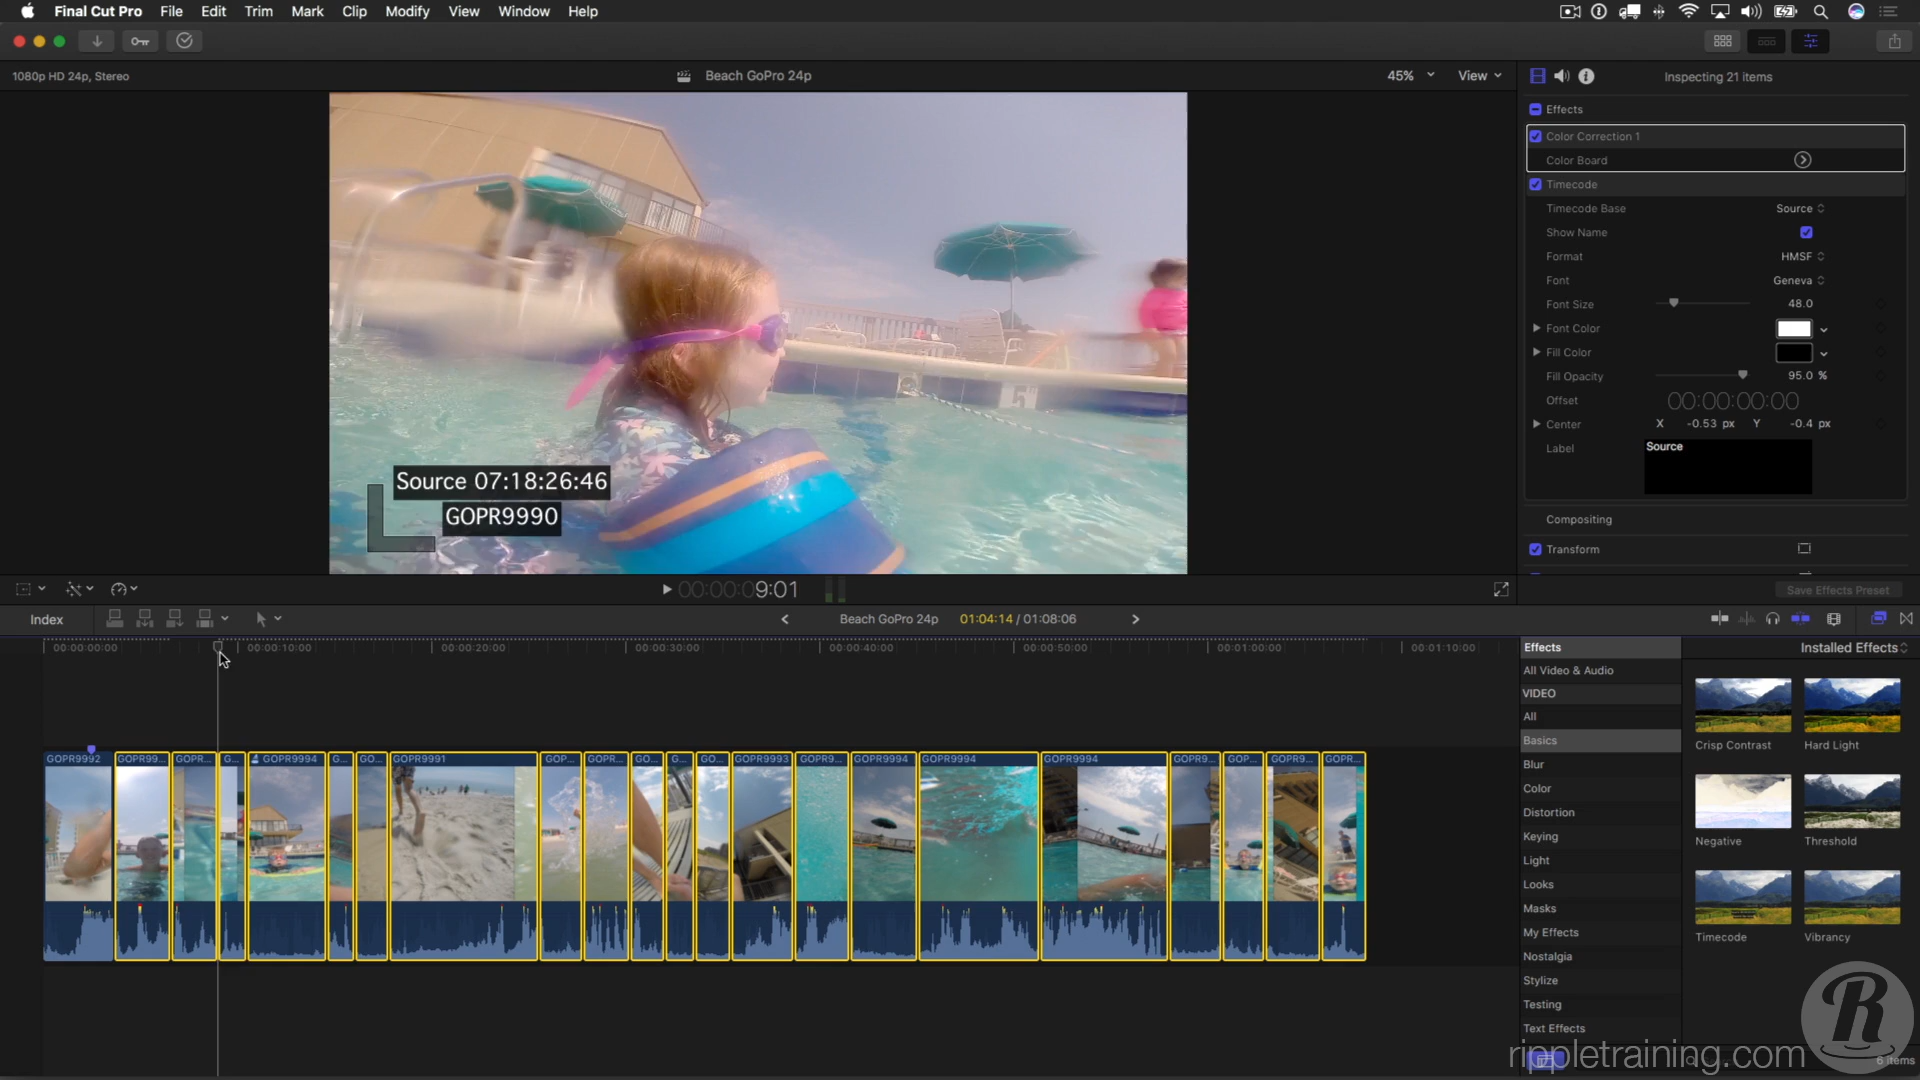 Final Cut Pro File Edit Trim Mark Clip Modify View Window Help
1080p HD 24p, Stereo
Beach GoPro 24p
45%
View
Inspecting 21 items
Effects
Color Correction 1
Color Board
Timecode
Timecode Base Source
Show Name
Format HMSF
Font Geneva
Font Size 48.0
Font Color
Fill Color
Fill Opacity 95.0 %
Offset 00:00:00:00
Center X -0.53 px Y -0.4 px
Label Source
Compositing
Transform
Save Effects Preset
Source 07:18:26:46
GOPR9990
5
00:00:00 9:01
Index
Beach GoPro 24p 01:04:14 / 01:08:06
00:00:00:00 00:00:10:00 00:00:20:00 00:00:30:00 00:00:40:00 00:00:50:00 00:01:00:00 00:01:10:00
GOPR9992 GOPR99... GOPR... G... GOPR9994 G... GO... GOPR9991 GOP... GOPR... GO... G... GO... GOPR9993 GOPR9... GOPR9994 GOPR9994 GOPR9994 GOPR9... GOP... GOPR9... GOPR...
Effects
All Video & Audio
VIDEO
All
Basics
Blur
Color
Distortion
Keying
Light
Looks
Masks
My Effects
Nostalgia
Stylize
Testing
Text Effects
Installed Effects
Crisp Contrast Hard Light
Negative Threshold
Timecode Vibrancy
R
rippletraining.com
6 items